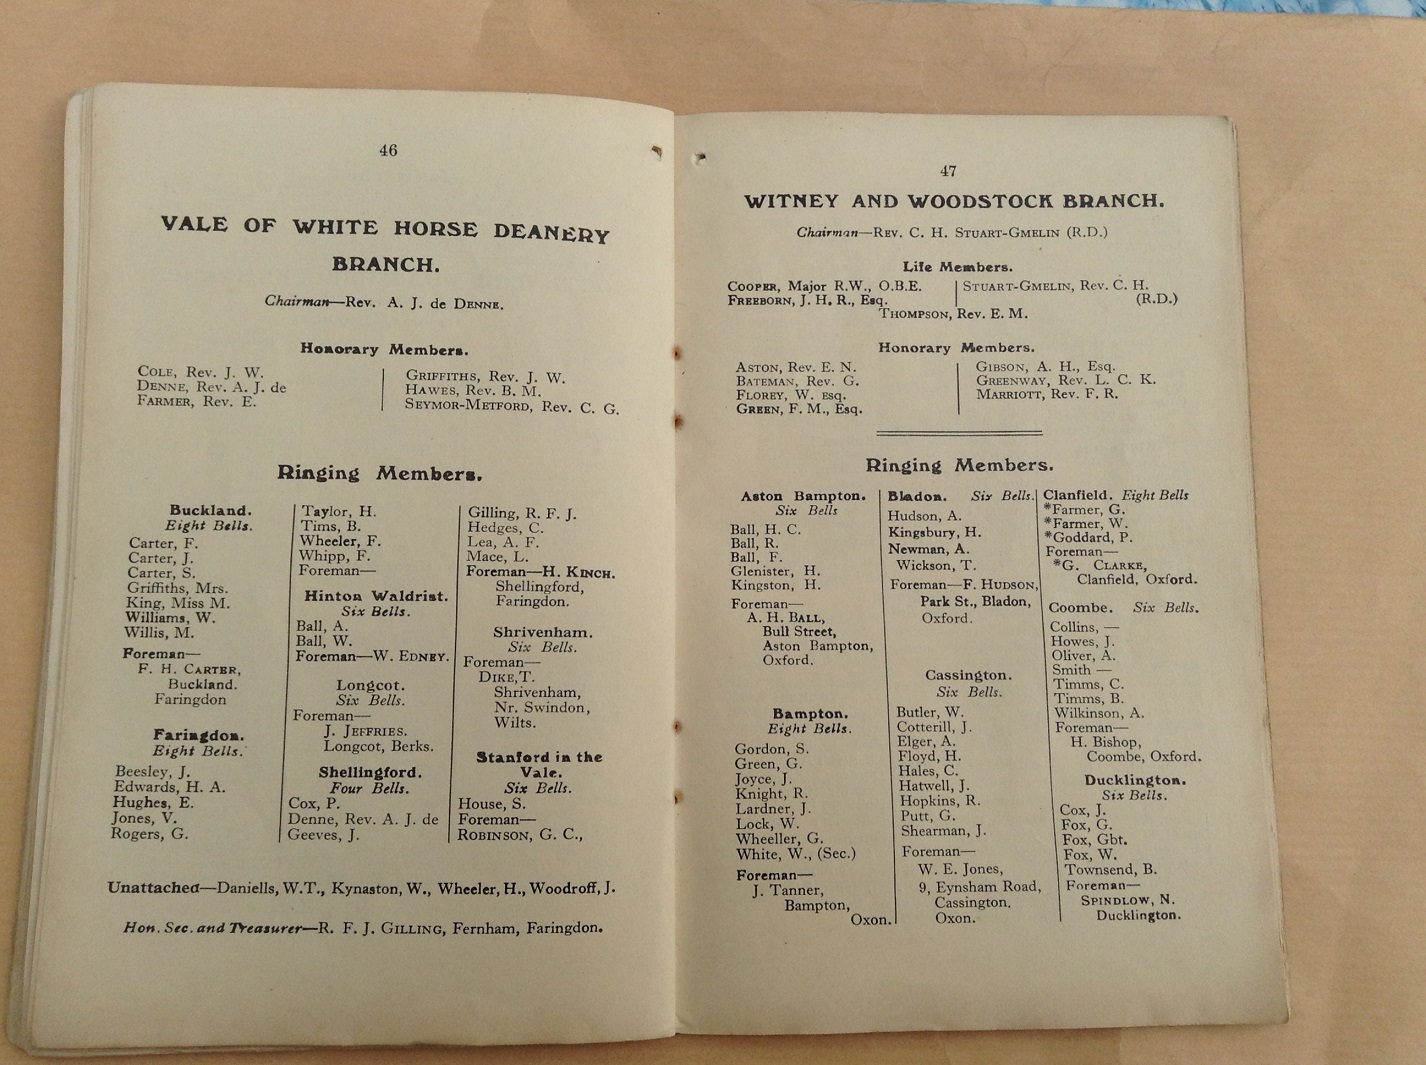 46
VALE OF WHITE HORSE DEANERY
BRANCH.
Chairman—Rev. A. J. de DENNE.
Honorary Members.
COLE, Rev. J. W.
DENNE, Rev. A. J. de
FARMER, Rev. E.
GRIFFITHS, Rev. J. W.
HAWES, Rev. B. M.
SEYMOR-METFORD, Rev. C. G.
Ringing Members.
Buckland.
Eight Bells.
Carter, F.
Carter, J.
Carter, S.
Griffiths, Mrs.
King, Miss M.
Williams, W.
Willis, M.
Foreman—
F. H. CARTER,
Buckland.
Faringdon
Faringdon.
Eight Bells.
Beesley, J.
Edwards, H. A.
Hughes, E.
Jones, V.
Rogers, G.
Taylor, H.
Tims, B.
Wheeler, F.
Whipp, F.
Foreman—
Hinton Waldrist.
Six Bells.
Ball, A.
Ball, W.
Foreman—W. EDNEY.
Longcot.
Six Bells.
Foreman—
J. JEFFRIES.
Longcot, Berks.
Shellingford.
Four Bells.
Cox, P.
Denne, Rev. A. J. de
Geeves, J.
Gilling, R. F. J.
Hedges, C.
Lea, A. F.
Mace, L.
Foreman—H. KINCH.
Shellingford,
Faringdon.
Shrivenham.
Six Bells.
Foreman—
DIKE,T.
Shrivenham,
Nr. Swindon,
Wilts.
Stanford in the
Vale.
Six Bells.
House, S.
Foreman—
ROBINSON, G. C.,
Unattached—Daniells, W.T., Kynaston, W., Wheeler, H., Woodroff, J.
Hon. Sec. and Treasurer—R. F. J. GILLING, Fernham, Faringdon.
47
WITNEY AND WOODSTOCK BRANCH.
Chairman—REV. C. H. STUART-GMELIN (R.D.)
Life Members.
COOPER, Major R.W., O.B.E.
FREEBORN, J. H. R., Esq.
STUART-GMELIN, Rev. C. H.
(R.D.)
THOMPSON, Rev. E. M.
Honorary Members.
ASTON, Rev. E. N.
BATEMAN, Rev. G.
FLOREY, W. ESQ.
GREEN, F. M., Esq.
GIBSON, A. H., Esq.
GREENWAY, Rev. L. C. K.
MARRIOTT, Rev. F. R.
Ringing Members.
Aston Bampton.
Six Bells
Ball, H. C.
Ball, R.
Ball, F.
Glenister, H.
Kingston, H.
Foreman—
A. H. BALL,
Bull Street,
Aston Bampton,
Oxford.
Bampton.
Eight Bells.
Gordon, S.
Green, G.
Joyce, J.
Knight, R.
Lardner, J.
Lock, W.
Wheeller, G.
White, W., (Sec.)
Foreman—
J. Tanner,
Bampton,
Oxon.
Bladon. Six Bells.
Hudson, A.
Kingsbury, H.
Newman, A.
Wickson, T.
Foreman—F. HUDSON,
Park St., Bladon,
Oxford.
Cassington.
Six Bells.
Butler, W.
Cotterill, J.
Elger, A.
Floyd, H.
Hales, C.
Hatwell, J.
Hopkins, R.
Putt, G.
Shearman, J.
Foreman—
W. E. Jones,
9, Eynsham Road,
Cassington.
Oxon.
Clanfield. Eight Bells
*Farmer, G.
*Farmer, W.
*Goddard, P.
Foreman—
*G. CLARKE,
Clanfield, Oxford.
Coombe. Six Bells.
Collins, —
Howes, J.
Oliver, A.
Smith —
Timms, C.
Timms, B.
Wilkinson, A.
Foreman—
H. Bishop,
Coombe, Oxford.
Ducklington.
Six Bells.
Cox, J.
Fox, G.
Fox, Gbt.
Fox, W.
Townsend, B.
Foreman—
SPINDLOW, N.
Ducklington.